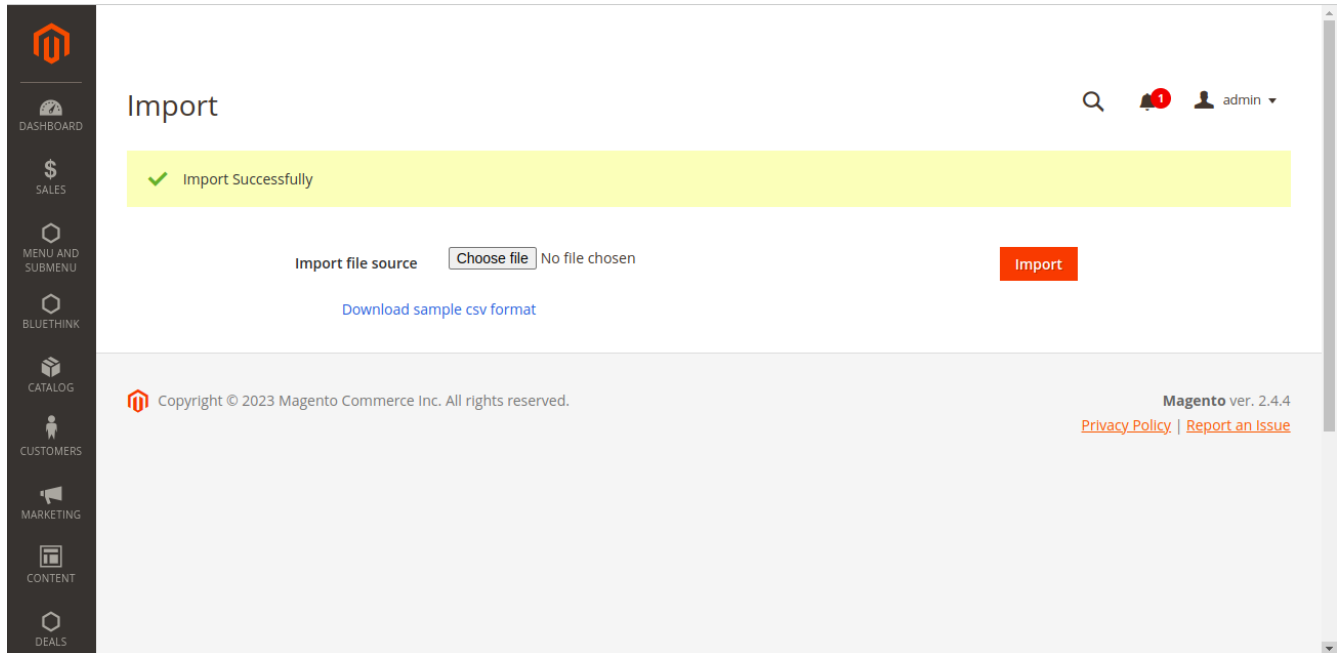 DASHBOARD
SALES
MENU AND
SUBMENU
BLUETHINK
CATALOG
CUSTOMERS
MARKETING
CONTENT
DEALS
Import
1
admin
Import Successfully
Import file source Choose file No file chosen
Import
Download sample csv format
Copyright © 2023 Magento Commerce Inc. All rights reserved.
Magento ver. 2.4.4
Privacy Policy | Report an Issue